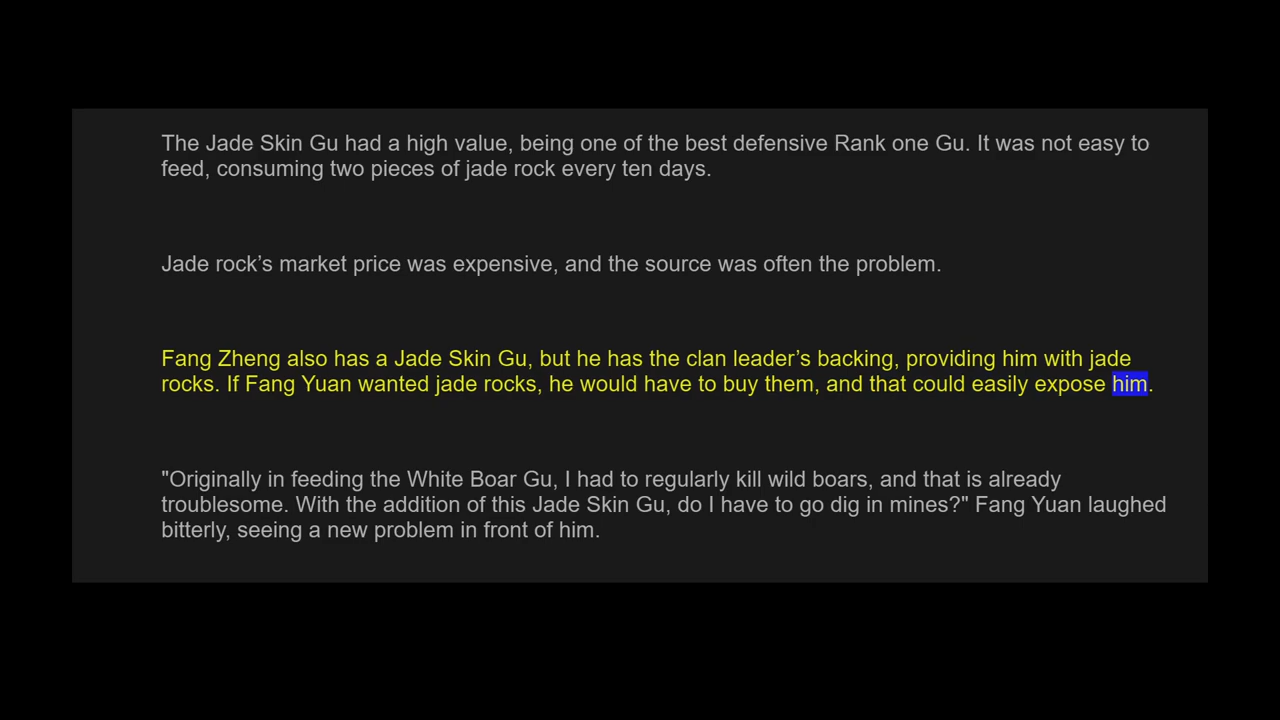 The Jade Skin Gu had a high value, being one of the best defensive Rank one Gu. It was not easy to
feed, consuming two pieces of jade rock every ten days.
Jade rock’s market price was expensive, and the source was often the problem.
Fang Zheng also has a Jade Skin Gu, but he has the clan leader’s backing, providing him with jade
rocks. If Fang Yuan wanted jade rocks, he would have to buy them, and that could easily expose him.
"Originally in feeding the White Boar Gu, I had to regularly kill wild boars, and that is already
troublesome. With the addition of this Jade Skin Gu, do I have to go dig in mines?" Fang Yuan laughed
bitterly, seeing a new problem in front of him.